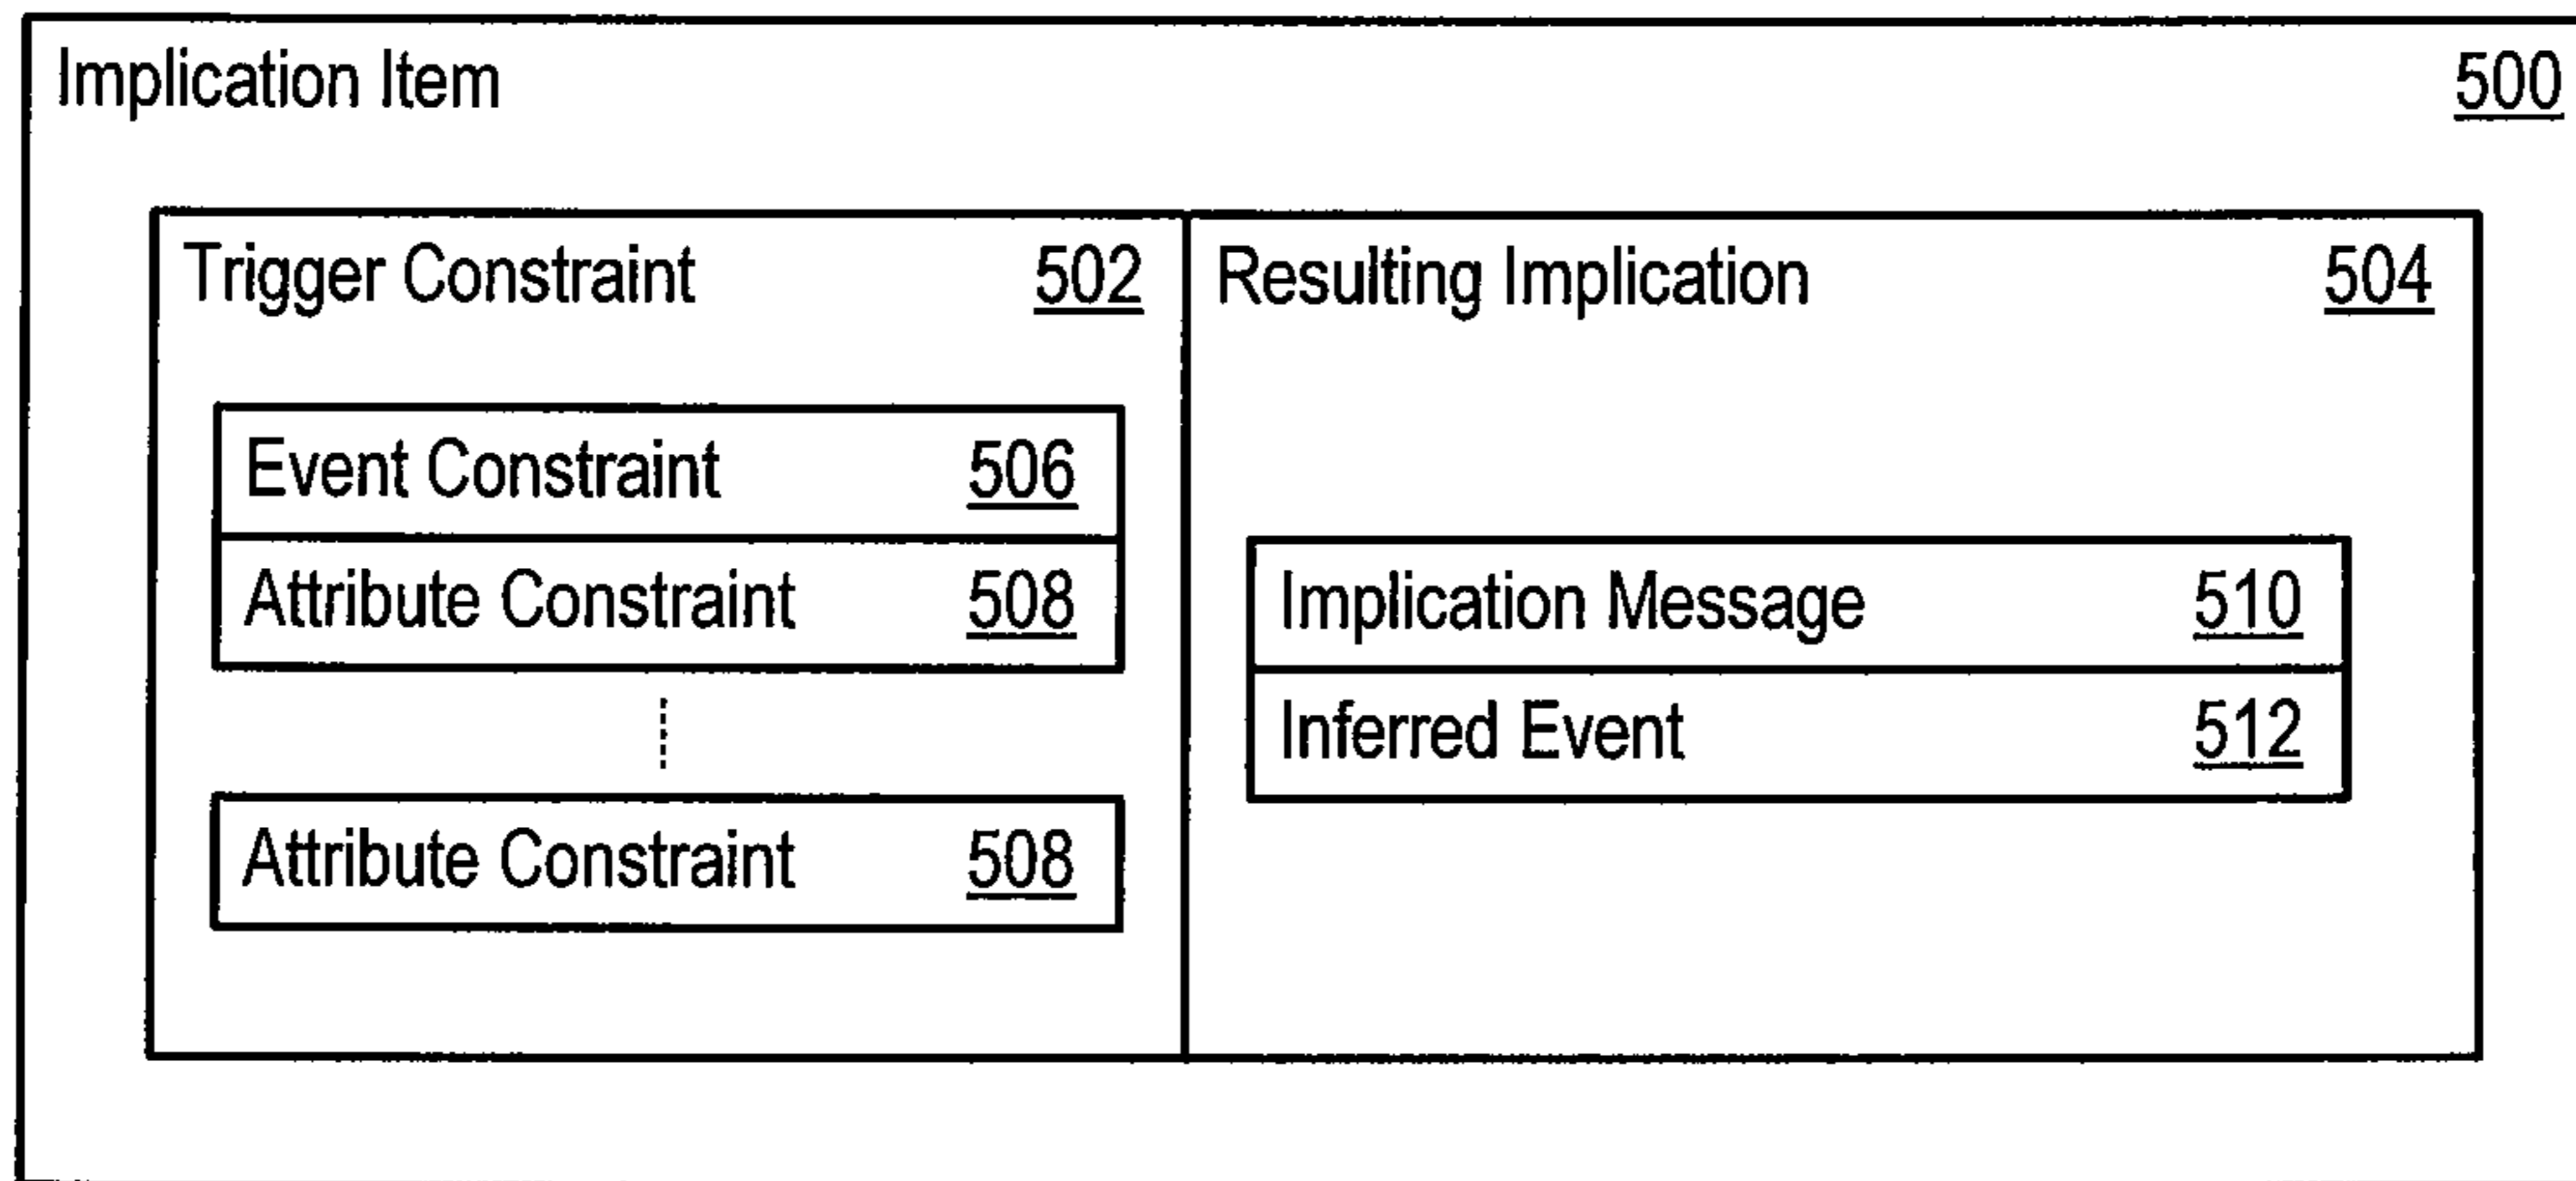 Implication Item 500
Trigger Constraint 502
Resulting Implication 504
Event Constraint 506
Attribute Constraint 508
Attribute Constraint 508
Implication Message 510
Inferred Event 512